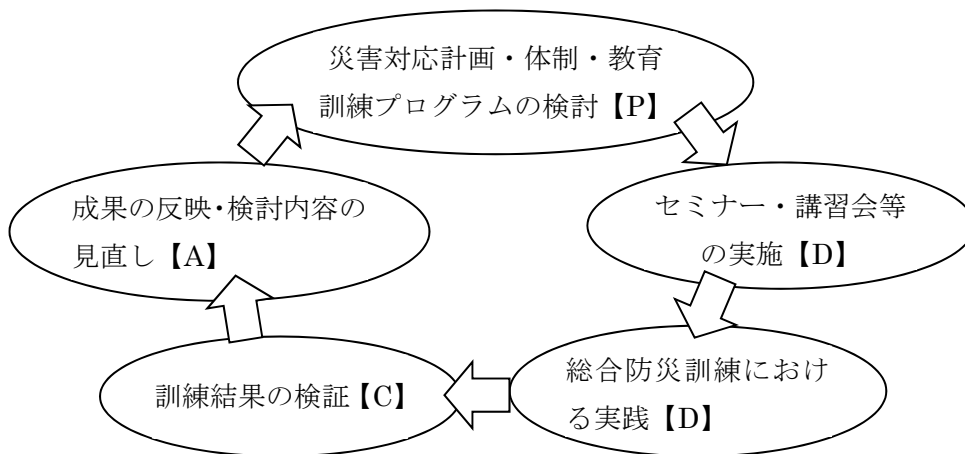 災害対応計画・体制・教育
訓練プログラムの検討【P】
セミナー・講習会等
の実施【D】
総合防災訓練におけ
る実践【D】
訓練結果の検証【C】
成果の反映・検討内容の
見直し【A】